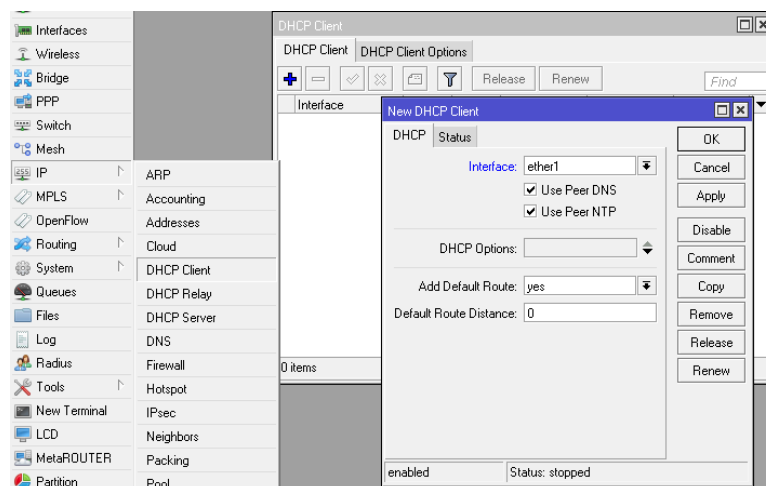 Interfaces
Wireless
Bridge
PPP
Switch
Mesh
IP
MPLS
OpenFlow
Routing
System
Queues
Files
Log
Radius
Tools
New Terminal
LCD
MetaROUTER
Partition
ARP
Accounting
Addresses
Cloud
DHCP Client
DHCP Relay
DHCP Server
DNS
Firewall
Hotspot
IPsec
Neighbors
Packing
Pool
DHCP Client
DHCP Client DHCP Client Options
Release Renew Find
Interface
0 items
New DHCP Client
DHCP Status
Interface: ether1
Use Peer DNS
Use Peer NTP
DHCP Options:
Add Default Route: yes
Default Route Distance: 0
OK
Cancel
Apply
Disable
Comment
Copy
Remove
Release
Renew
enabled Status: stopped